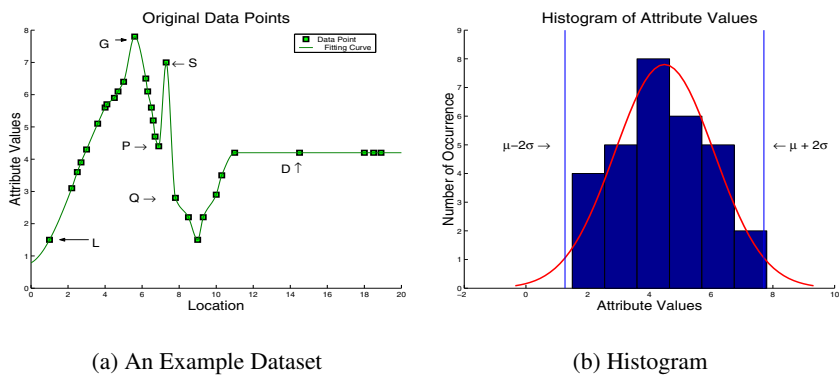 Original Data Points
Data Point
Fitting Curve
G →
← S
P →
Q →
D ↑
← L
Attribute Values
8
7
6
5
4
3
2
1
0
0 2 4 6 8 10 12 14 16 18 20
Location
(a) An Example Dataset
Histogram of Attribute Values
μ−2σ →
← μ + 2σ
Number of Occurrence
9
8
7
6
5
4
3
2
1
0
−2 0 2 4 6 8 10
Attribute Values
(b) Histogram